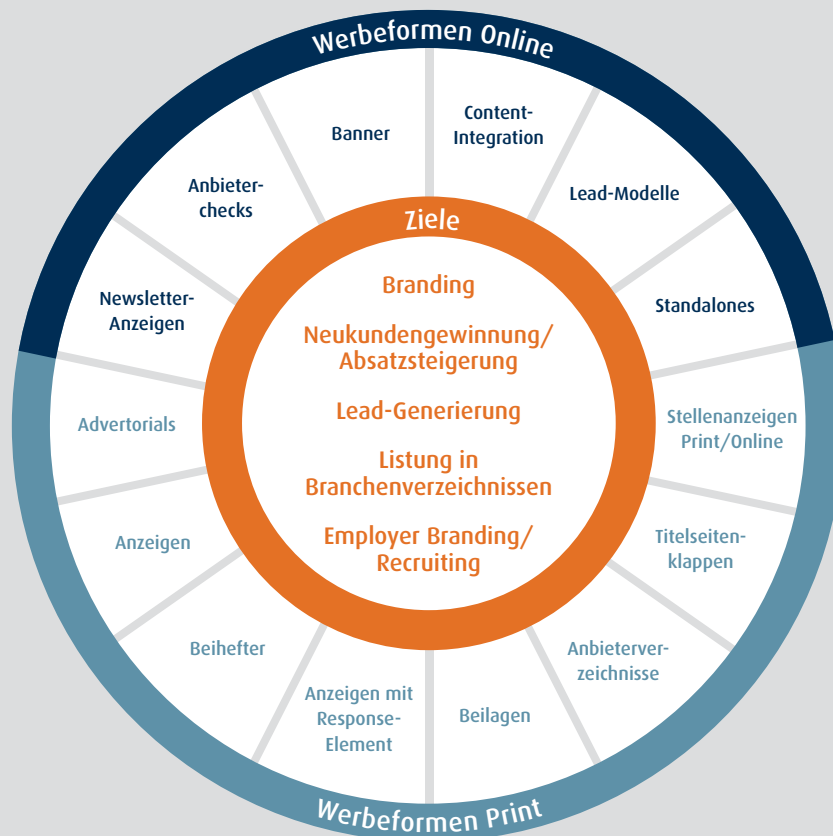 Werbeformen Online
Banner
Content-
Integration
Lead-Modelle
Standalones
Anbieter-
checks
Newsletter-
Anzeigen
Ziele
Branding
Neukundengewinnung/
Absatzsteigerung
Lead-Generierung
Listung in
Branchenverzeichnissen
Employer Branding/
Recruiting
Advertorials
Anzeigen
Beihefter
Anzeigen mit
Response-
Element
Beilagen
Anbieterver-
zeichnisse
Titelseiten-
klappen
Stellenanzeigen
Print/Online
Werbeformen Print